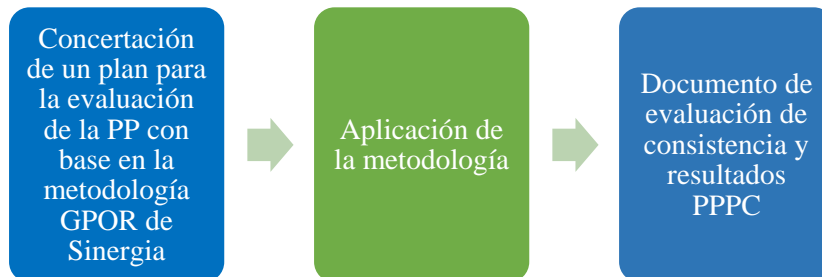 Concertación
de un plan para
la evaluación
de la PP con
base en la
metodología
GPOR de
Sinergia
Aplicación de
la metodología
Documento de
evaluación de
consistencia y
resultados
PPPC